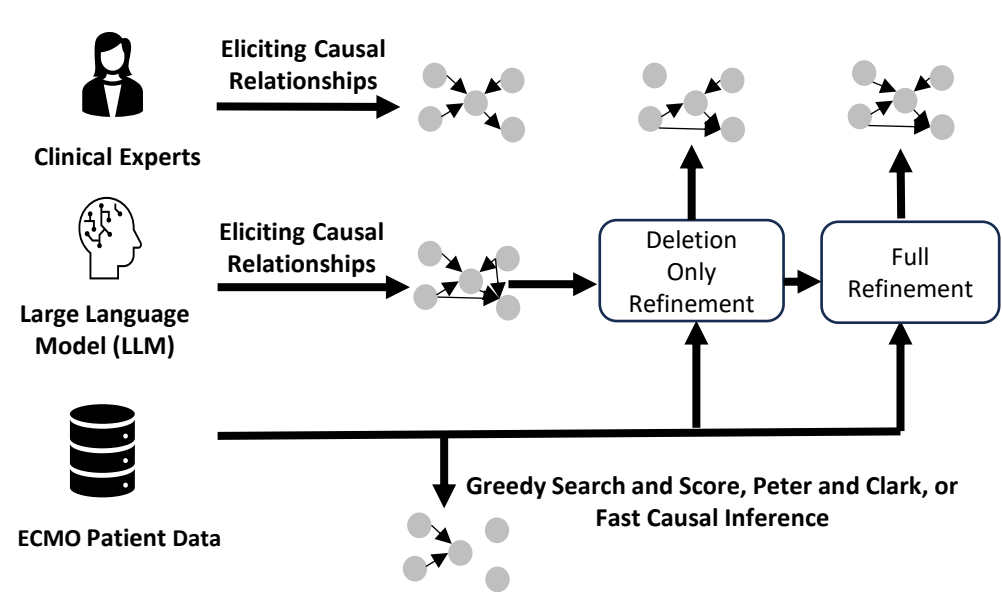 Eliciting Causal
Relationships
Clinical Experts
Eliciting Causal
Relationships
Large Language
Model (LLM)
Deletion
Only
Refinement
Full
Refinement
Greedy Search and Score, Peter and Clark, or
Fast Causal Inference
ECMO Patient Data